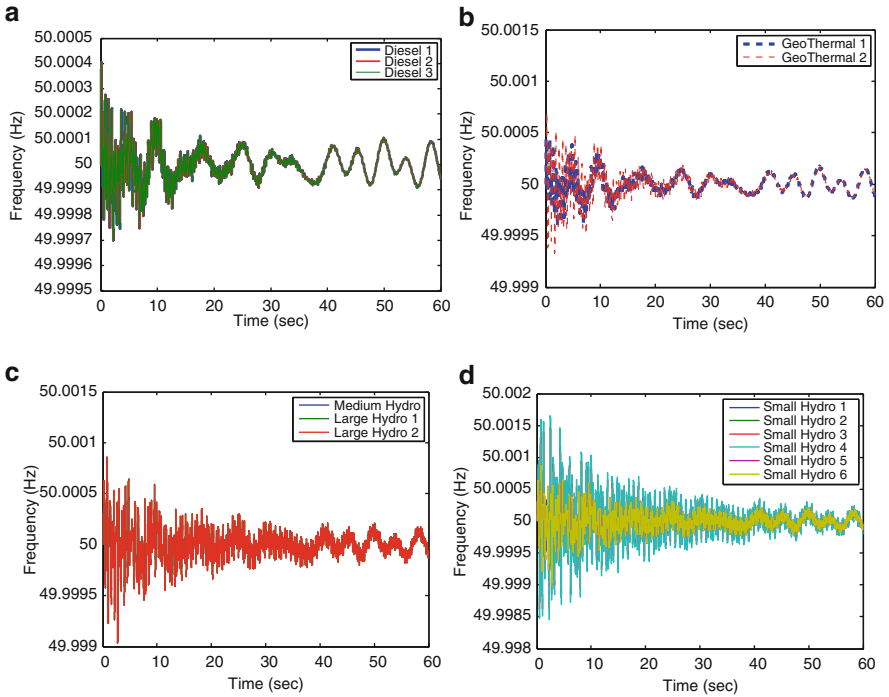 a
50.0005
50.0004
50.0003
50.0002
50.0001
50
49.9999
49.9998
49.9997
49.9996
49.9995
Frequency (Hz)
Diesel 1
Diesel 2
Diesel 3
0 10 20 30 40 50 60
Time (sec)
b
50.0015
50.001
50.0005
50
49.9995
49.999
Frequency (Hz)
GeoThermal 1
GeoThermal 2
0 10 20 30 40 50 60
Time (sec)
c
50.0015
50.001
50.0005
50
49.9995
49.999
Frequency (Hz)
Medium Hydro
Large Hydro 1
Large Hydro 2
0 10 20 30 40 50 60
Time (sec)
d
50.002
50.0015
50.001
50.0005
50
49.9995
49.999
49.9985
49.998
Frequency (Hz)
Small Hydro 1
Small Hydro 2
Small Hydro 3
Small Hydro 4
Small Hydro 5
Small Hydro 6
0 10 20 30 40 50 60
Time (sec)